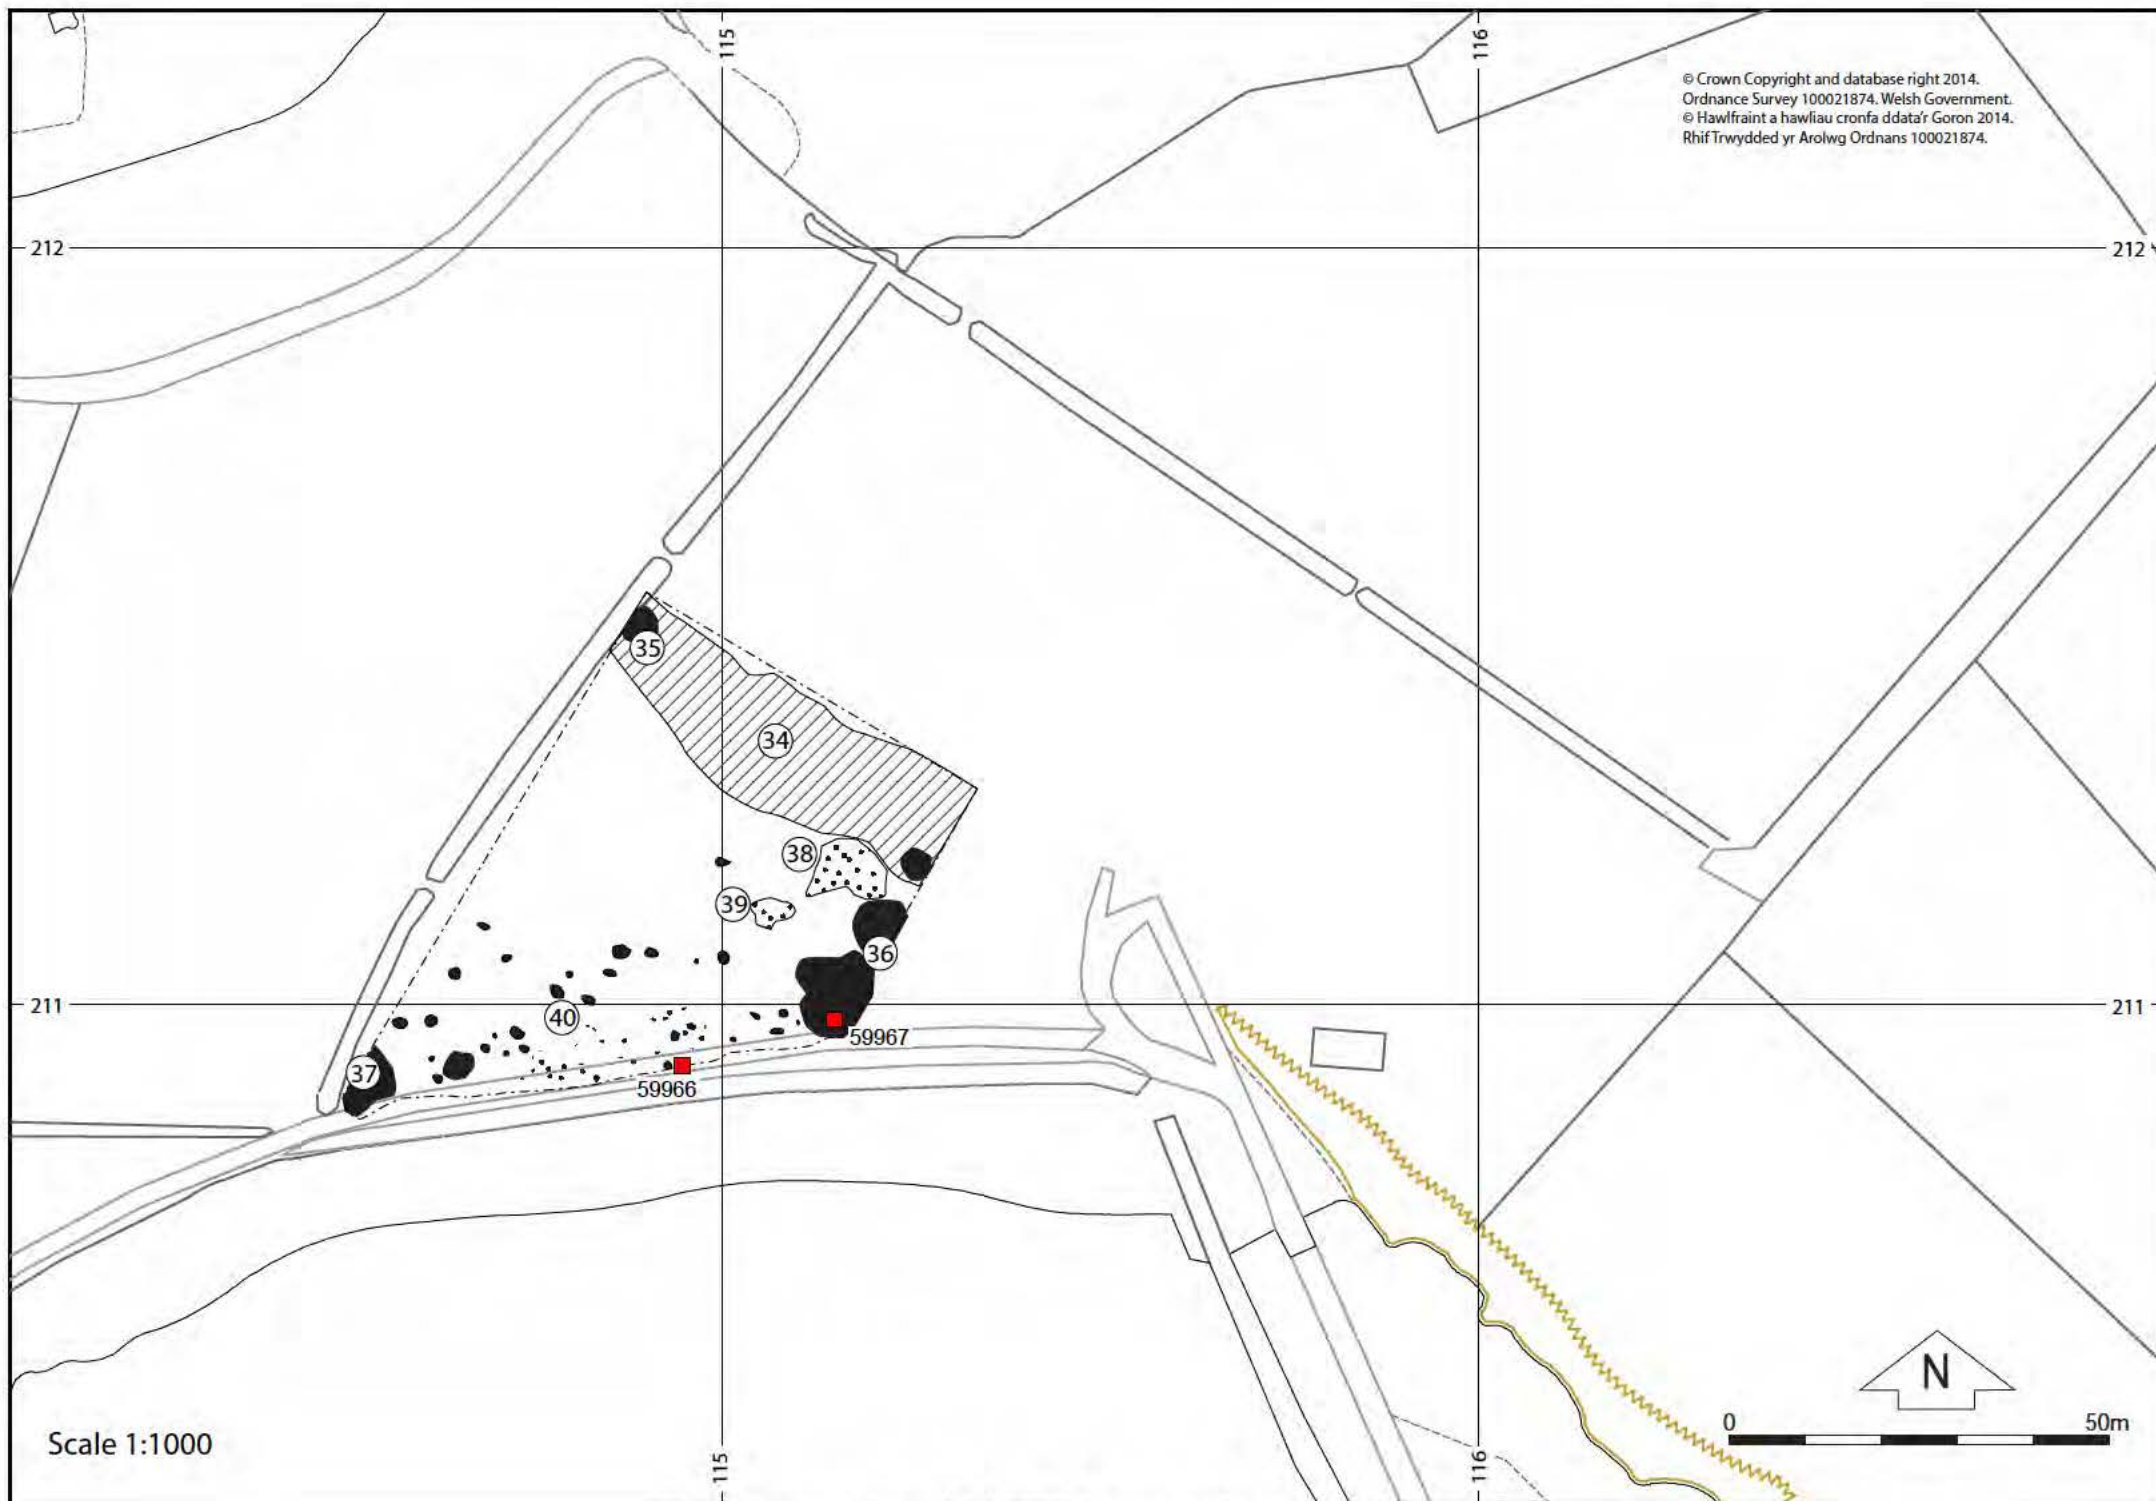 115
116
© Crown Copyright and database right 2014.
Ordnance Survey 100021874. Welsh Government.
© Hawlfraint a hawliau cronfa ddata'r Goron 2014.
Rhif Trwydded yr Arolwg Ordnans 100021874.
212
212
35
34
38
39
36
211
40
211
59967
37
59966
N
0
50m
Scale 1:1000
115
116